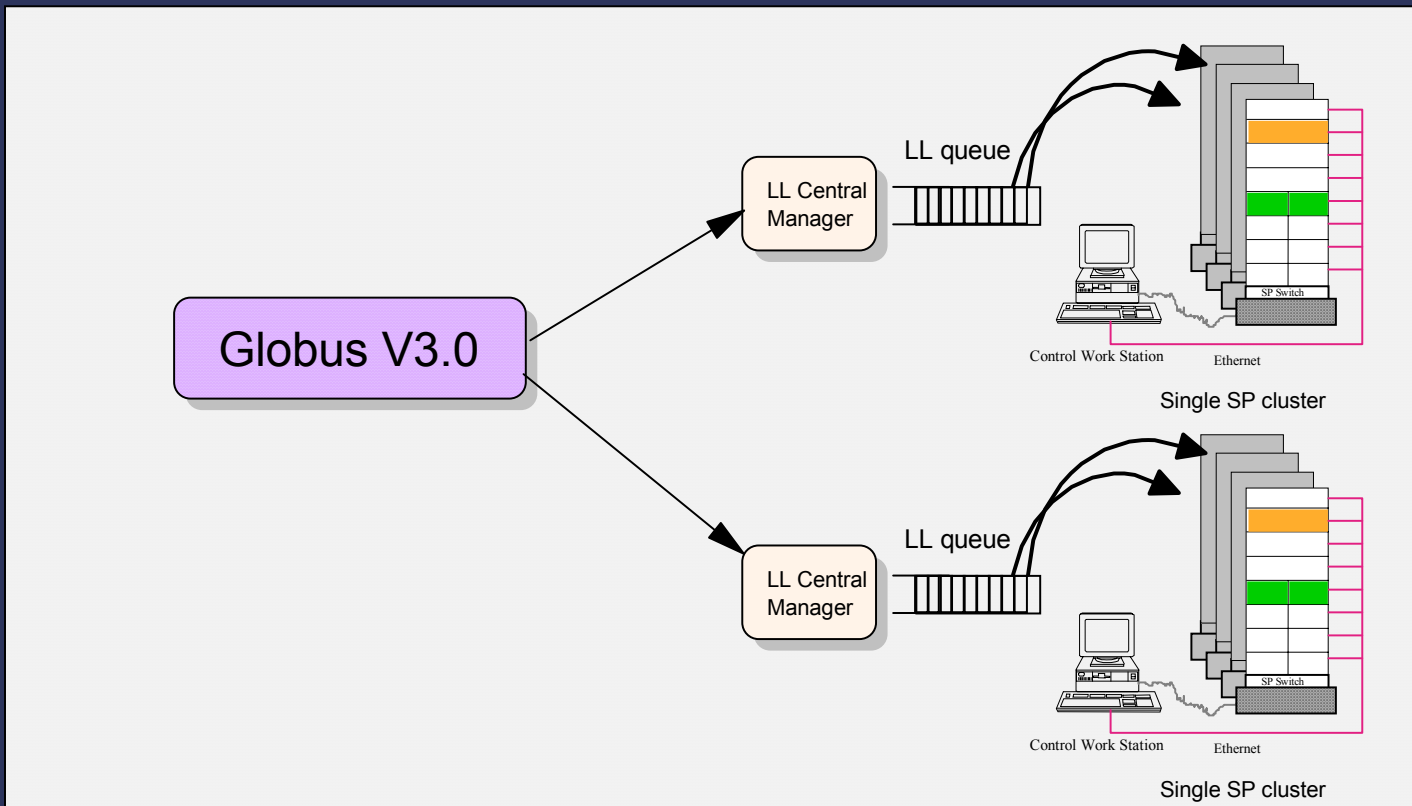 Globus V3.0
LL Central
Manager
LL queue
SP Switch
Control Work Station
Ethernet
Single SP cluster
LL Central
Manager
LL queue
SP Switch
Control Work Station
Ethernet
Single SP cluster